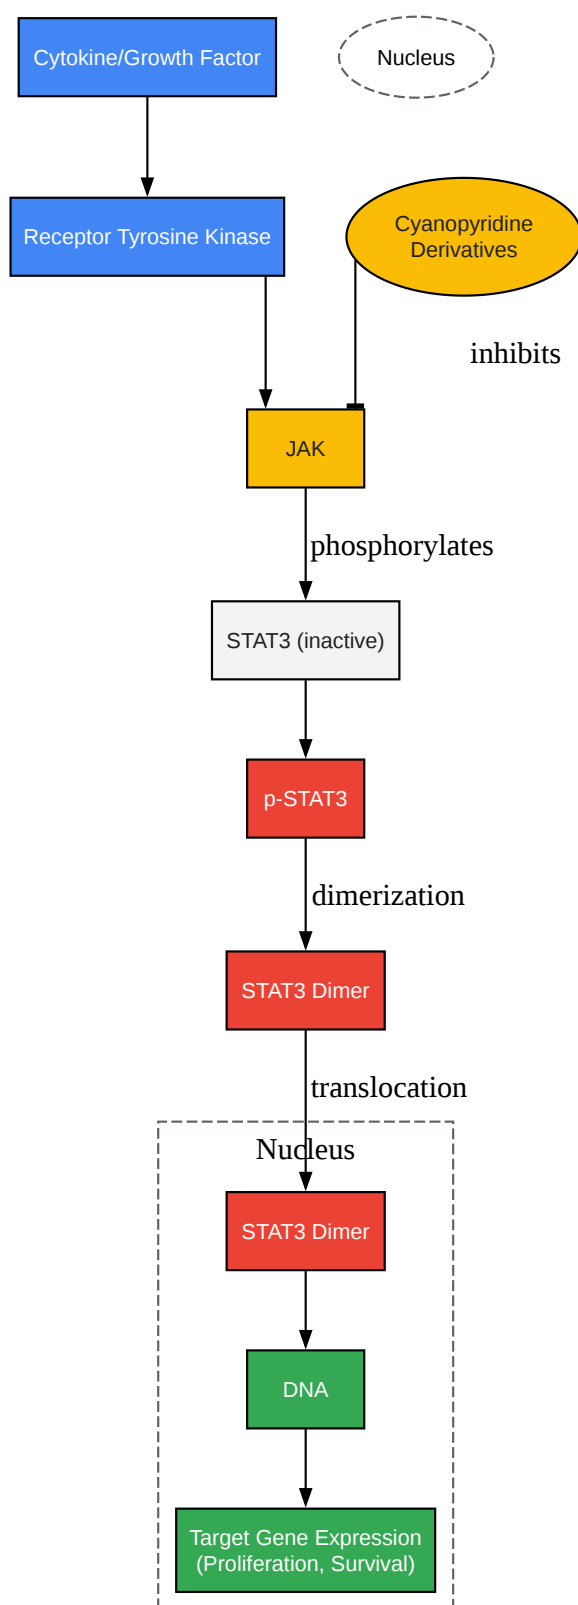 Cytokine/Growth Factor
Nucleus
Receptor Tyrosine Kinase
Cyanopyridine
Derivatives
inhibits
JAK
phosphorylates
STAT3 (inactive)
p-STAT3
dimerization
STAT3 Dimer
translocation
Nucleus
STAT3 Dimer
DNA
Target Gene Expression
(Proliferation, Survival)